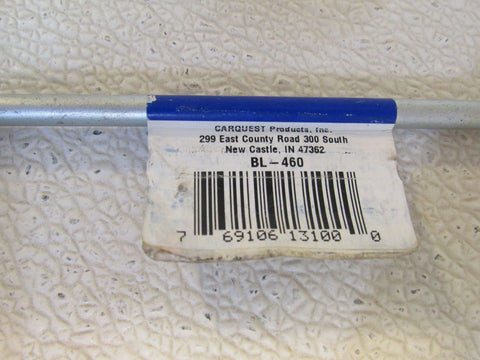 CARQUEST Products, Inc.
299 East County Road 300 South
New Castle, IN 47362
BL-460
7 69106 13100 0